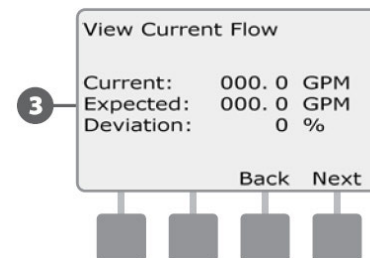 View Current Flow
Current: 000. 0 GPM
3
Expected: 000. 0 GPM
Deviation: 0 %
Back Next